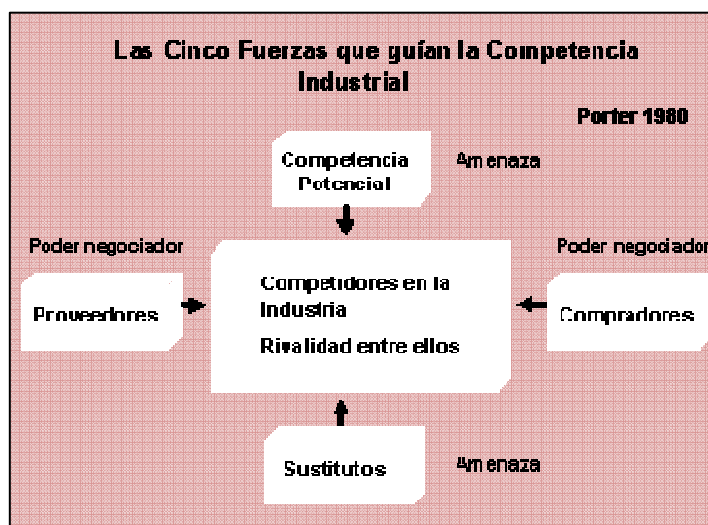 Las Cinco Fuerzas que guían la Competencia
Industrial
Porter 1980
Competencia
Potencial
Amenaza
Poder negociador
Poder negociador
Proveedores
Competidores en la
Industria
Rivalidad entre ellos
Compradores
Sustitutos
Amenaza